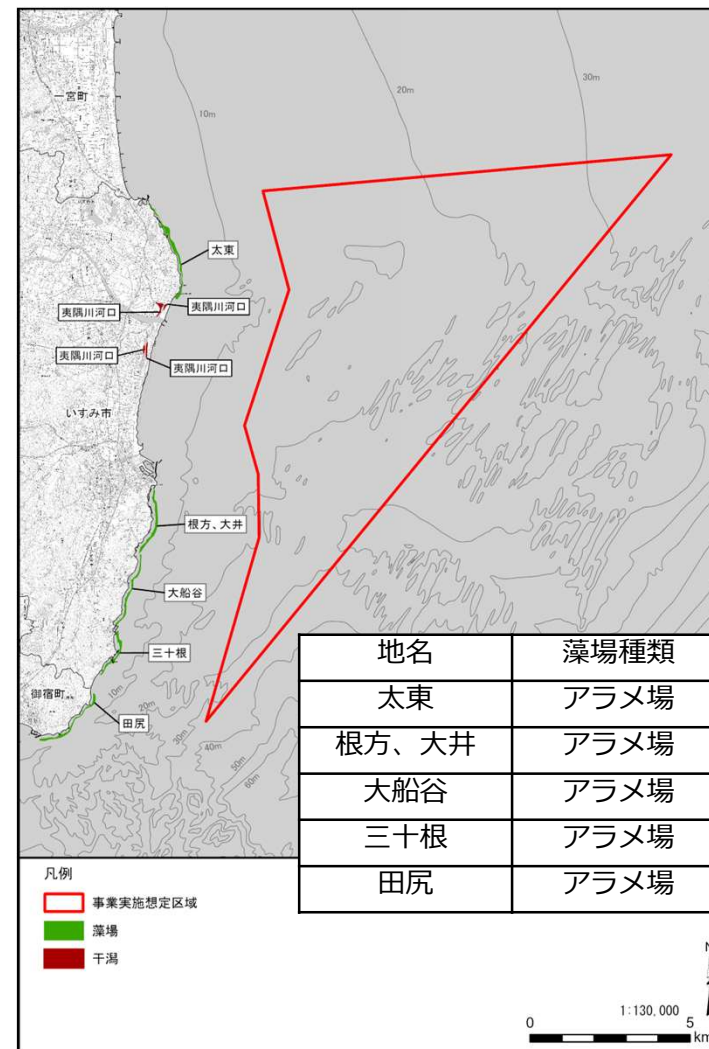 一宮町
10m
20m
30m
太東
夷隅川河口
夷隅川河口
夷隅川河口
夷隅川河口
いすみ市
根方、大井
大船谷
三十根
御宿町
田尻
10m
20m
30m
40m
50m
60m
地名 藻場種類
太東 アラメ場
根方、大井 アラメ場
大船谷 アラメ場
三十根 アラメ場
田尻 アラメ場
凡例
事業実施想定区域
藻場
干潟
N
1:130,000
0 5
km